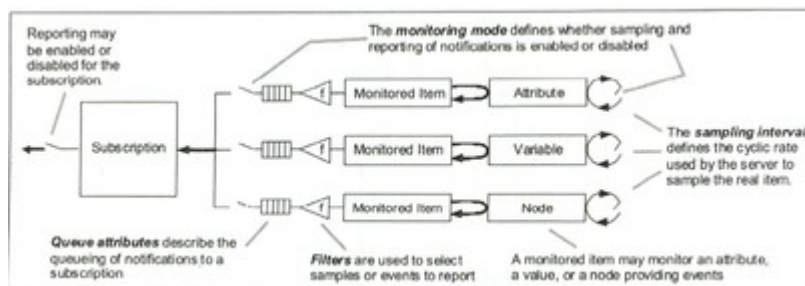 Reporting may
be enabled or
disabled for the
subscription.
The monitoring mode defines whether sampling and
reporting of notifications is enabled or disabled
f
Monitored Item
Attribute
Subscription
f
Monitored Item
Variable
The sampling interval
defines the cyclic rate
used by the server to
sample the real item.
f
Monitored Item
Node
Queue attributes describe the
queueing of notifications to a
subscription
Filters are used to select
samples or events to report
A monitored item may monitor an attribute,
a value, or a node providing events